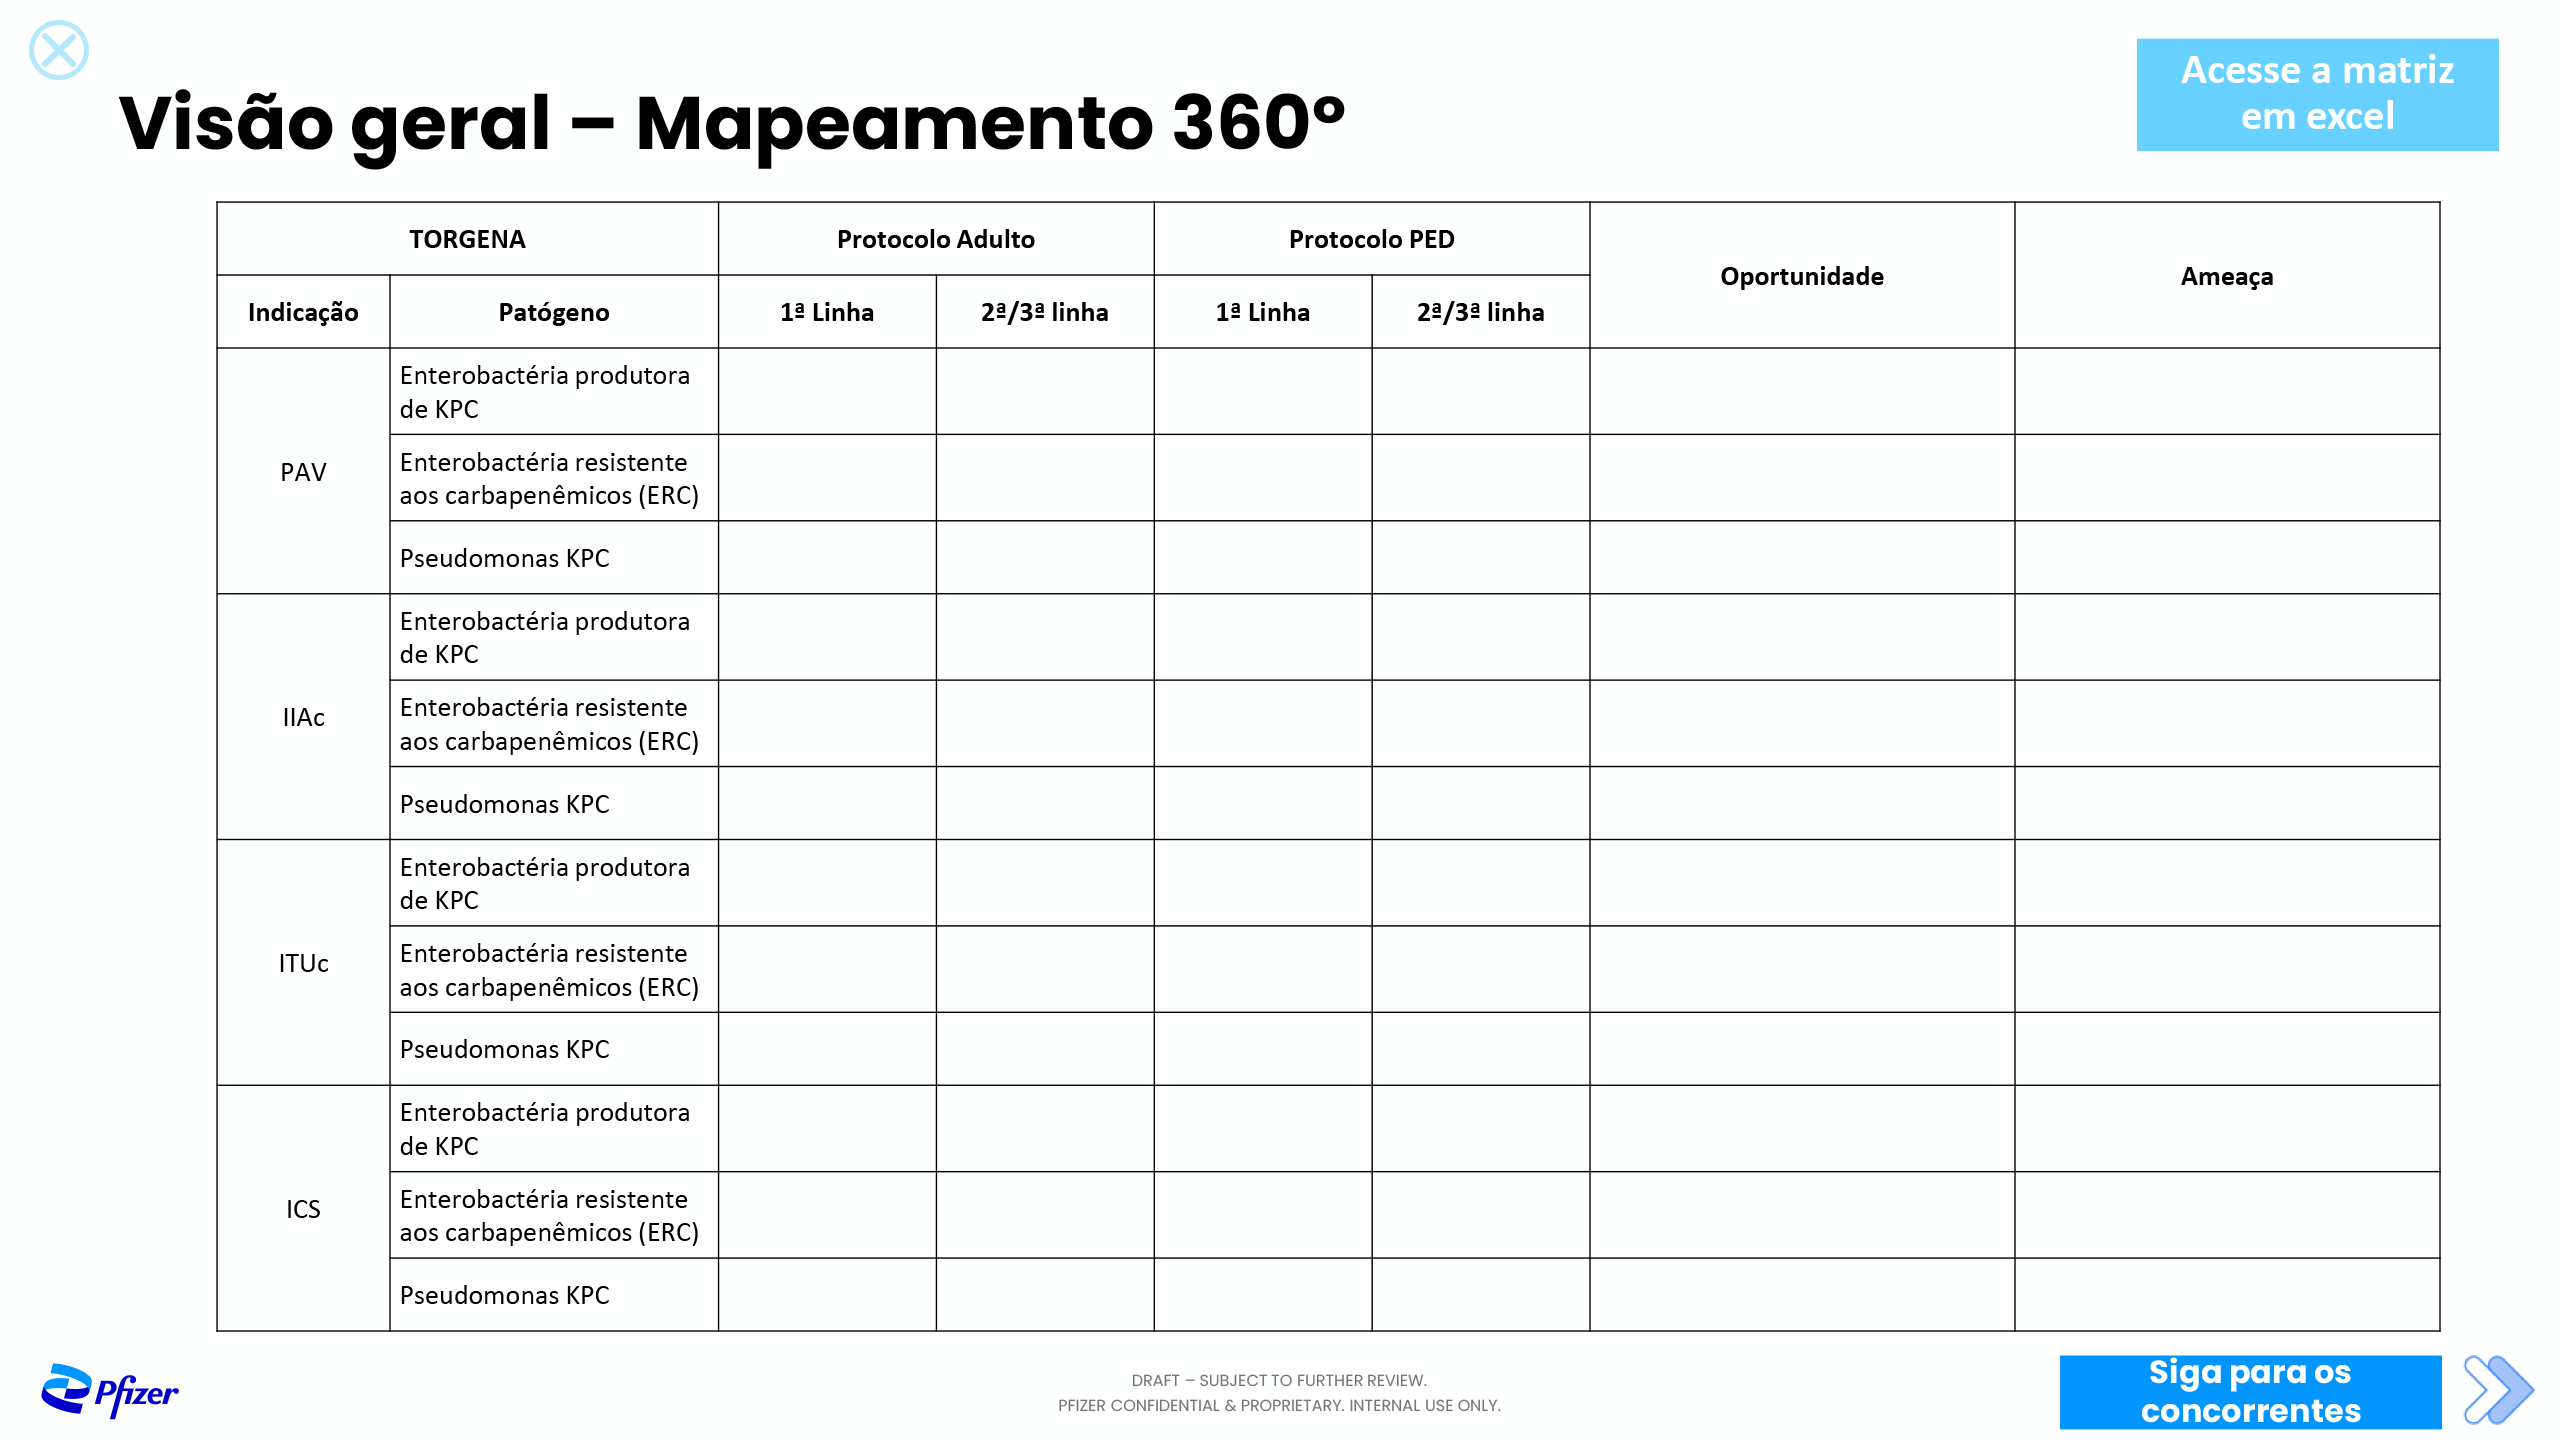 Acesse a matriz
em excel
Visão geral – Mapeamento 360º
TORGENA
Protocolo Adulto
Protocolo PED
Oportunidade
Ameaça
Indicação
Patógeno
1ª Linha
2ª/3ª linha
1ª Linha
2ª/3ª linha
PAV
Enterobactéria produtora
de KPC
Enterobactéria resistente
aos carbapenêmicos (ERC)
Pseudomonas KPC
IIAc
Enterobactéria produtora
de KPC
Enterobactéria resistente
aos carbapenêmicos (ERC)
Pseudomonas KPC
ITUc
Enterobactéria produtora
de KPC
Enterobactéria resistente
aos carbapenêmicos (ERC)
Pseudomonas KPC
ICS
Enterobactéria produtora
de KPC
Enterobactéria resistente
aos carbapenêmicos (ERC)
Pseudomonas KPC
Pfizer
DRAFT – SUBJECT TO FURTHER REVIEW.
PFIZER CONFIDENTIAL & PROPRIETARY. INTERNAL USE ONLY.
Siga para os
concorrentes